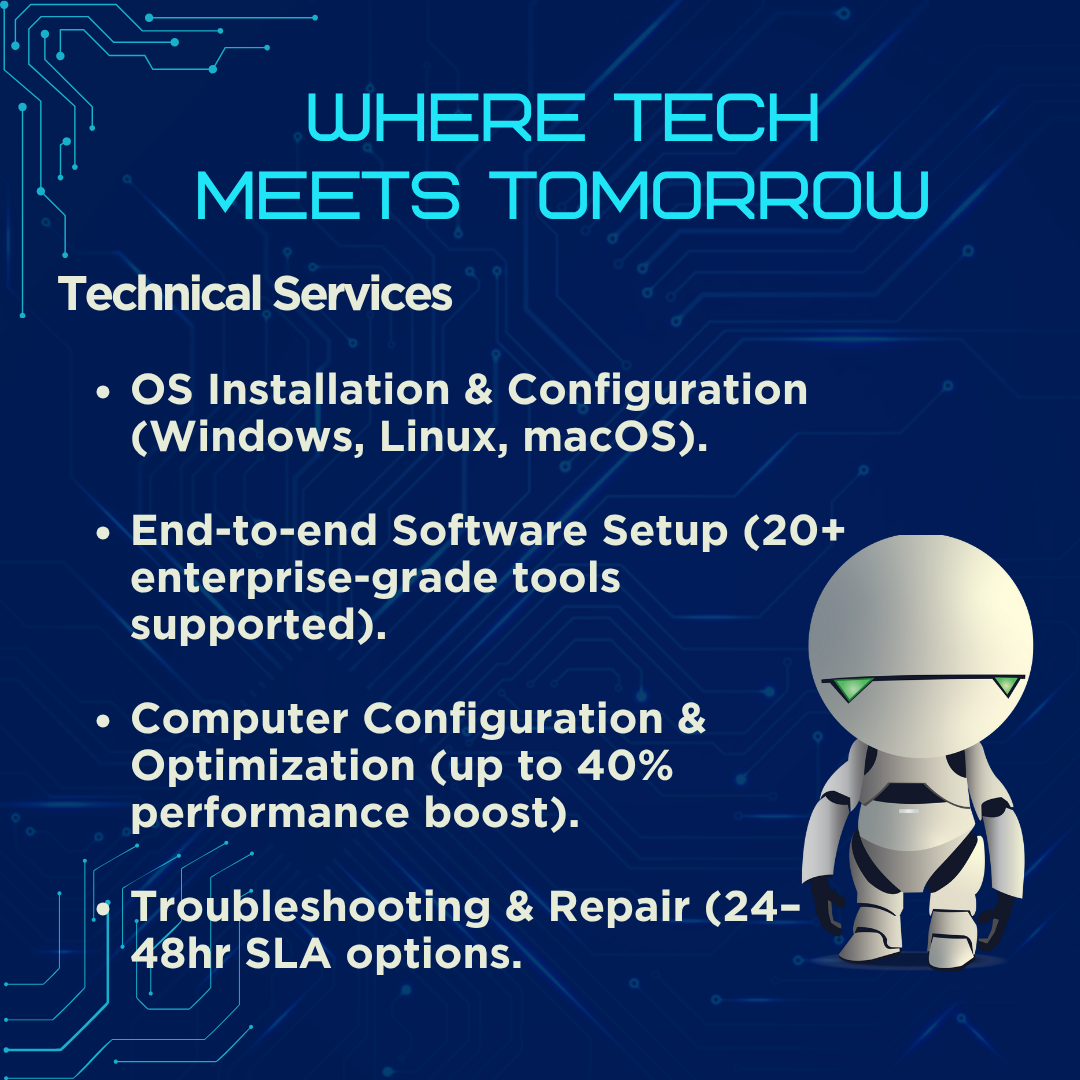 WHERE TECH
MEETS TOMORROW
Technical Services
• OS Installation & Configuration
(Windows, Linux, macOS).
• End-to-end Software Setup (20+
enterprise-grade tools
supported).
• Computer Configuration &
Optimization (up to 40%
performance boost).
• Troubleshooting & Repair (24–
48hr SLA options.